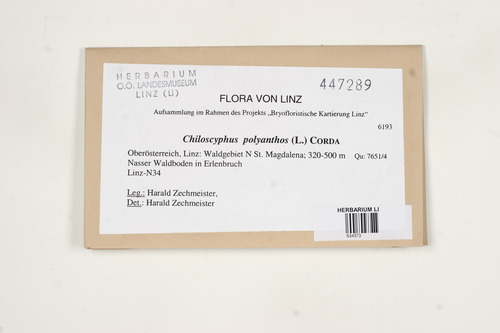 HERBARIUM
O.Ö. LANDESMUSEUM
LINZ (LI)
447289
FLORA VON LINZ
Aufsammlung im Rahmen des Projekts „Bryofloristische Kartierung Linz"
6193
Chiloscyphus polyanthos (L.) CORDA
Oberösterreich, Linz: Waldgebiet N St. Magdalena; 320-500 m Qu: 7651/4
Nasser Waldboden in Erlenbruch
Linz-N34
Leg.: Harald Zechmeister,
Det.: Harald Zechmeister
HERBARIUM LI
634373